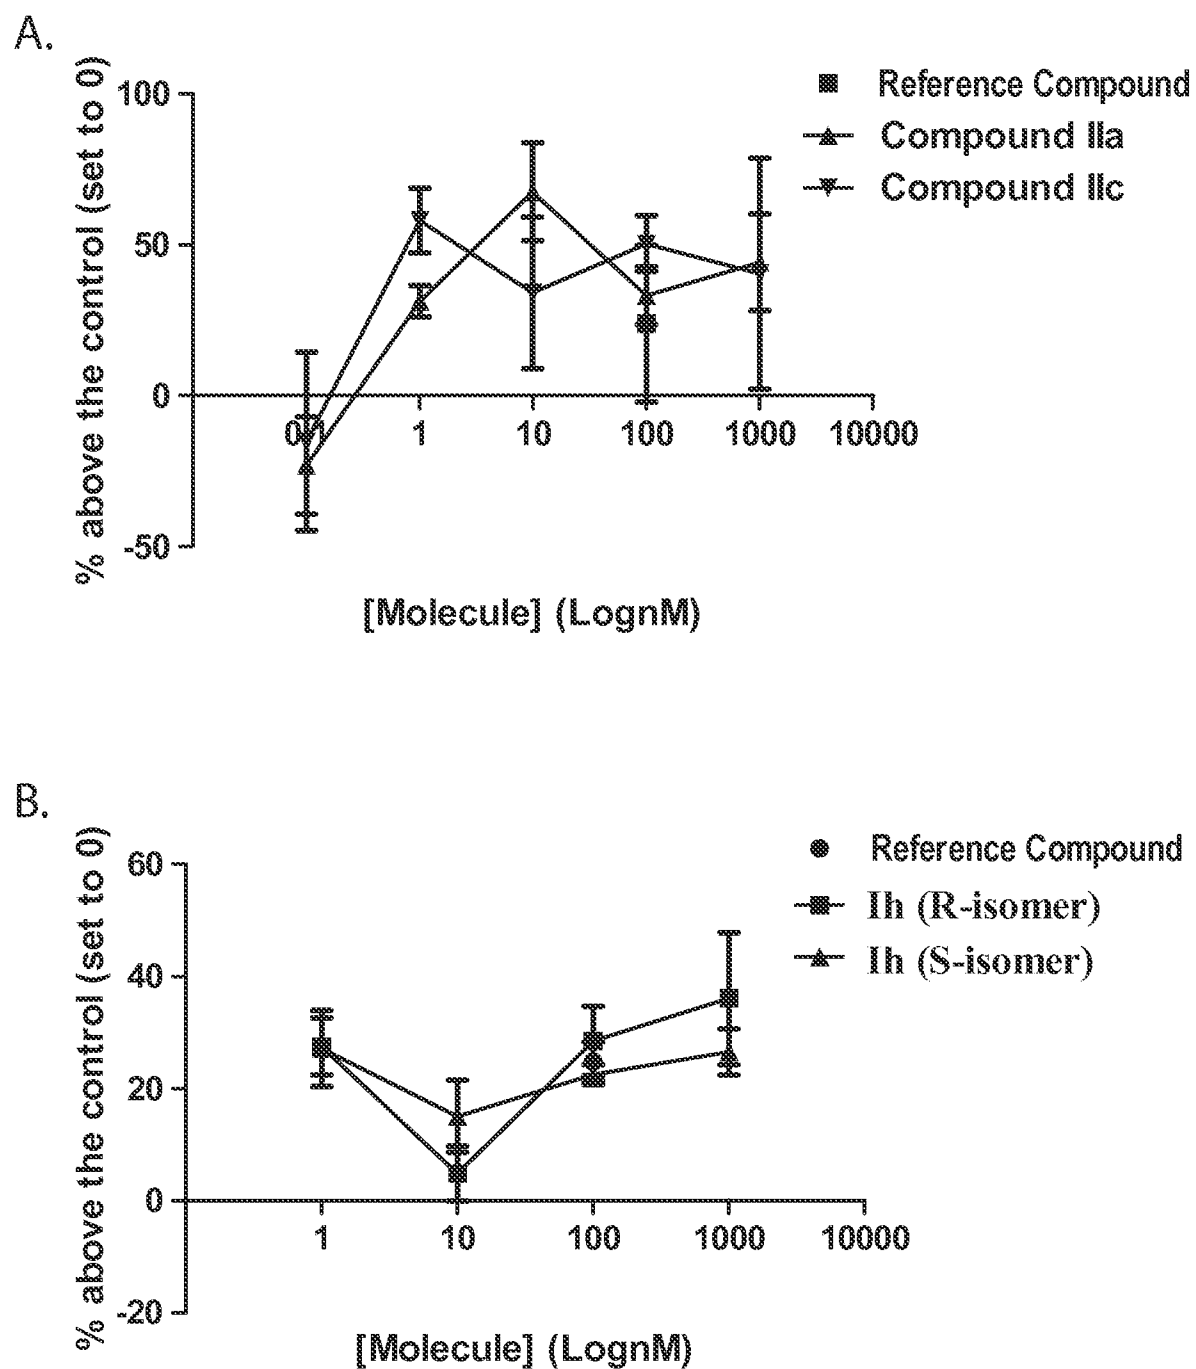 A.
% above the control (set to 0)
100
50
0
-50
0.1
1
10
100
1000
10000
[Molecule] (LognM)
Reference Compound
Compound IIa
Compound IIc
B.
% above the control (set to 0)
60
40
20
0
-20
1
10
100
1000
10000
[Molecule] (LognM)
Reference Compound
Ih (R-isomer)
Ih (S-isomer)